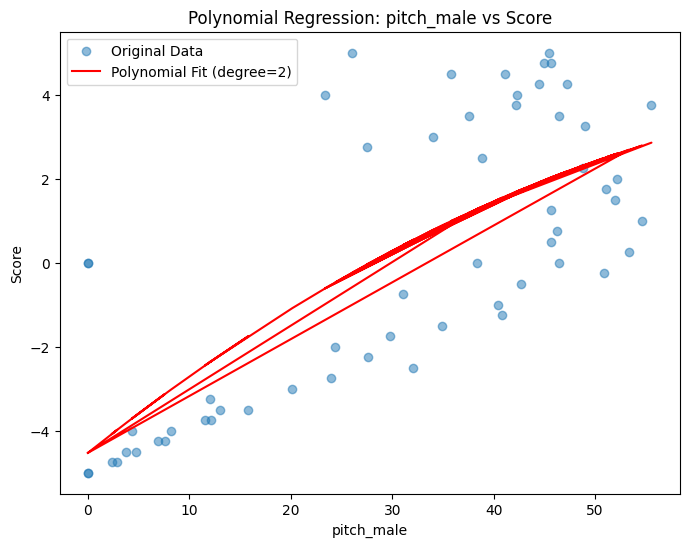 Polynomial Regression: pitch_male vs Score
Original Data
Polynomial Fit (degree=2)
4
2
0
−2
−4
Score
0
10
20
30
40
50
pitch_male